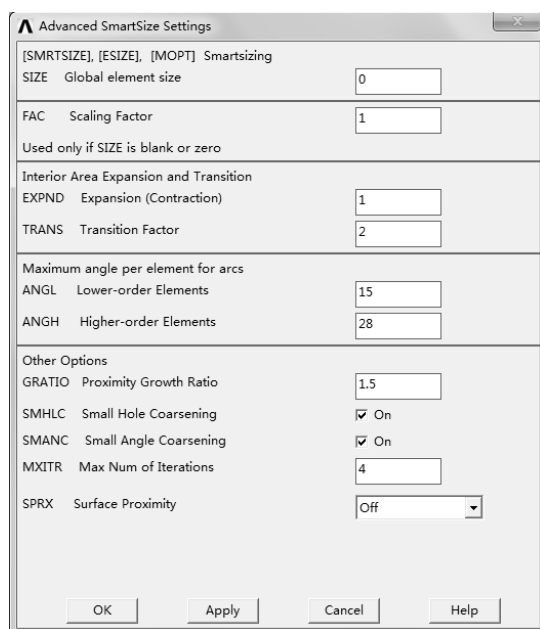 Advanced SmartSize Settings
[SMRTSIZE], [ESIZE], [MOPT] Smartsizing
SIZE Global element size 0
FAC Scaling Factor 1
Used only if SIZE is blank or zero
Interior Area Expansion and Transition
EXPND Expansion (Contraction) 1
TRANS Transition Factor 2
Maximum angle per element for arcs
ANGL Lower-order Elements 15
ANGH Higher-order Elements 28
Other Options
GRATIO Proximity Growth Ratio 1.5
SMHLC Small Hole Coarsening On
SMANC Small Angle Coarsening On
MXITR Max Num of Iterations 4
SPRX Surface Proximity Off
OK Apply Cancel Help